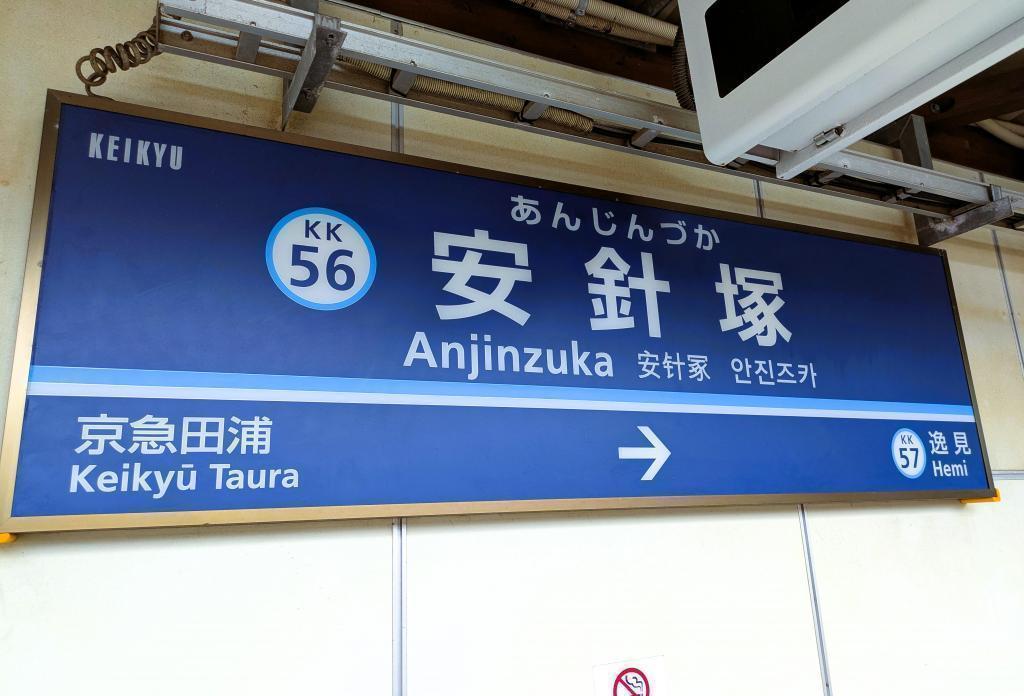 KEIKYU
KK
56
あんじんづか
安針塚
Anjinzuka 安针冢 안진즈카
京急田浦
Keikyū Taura
→
KK
57
逸見
Hemi